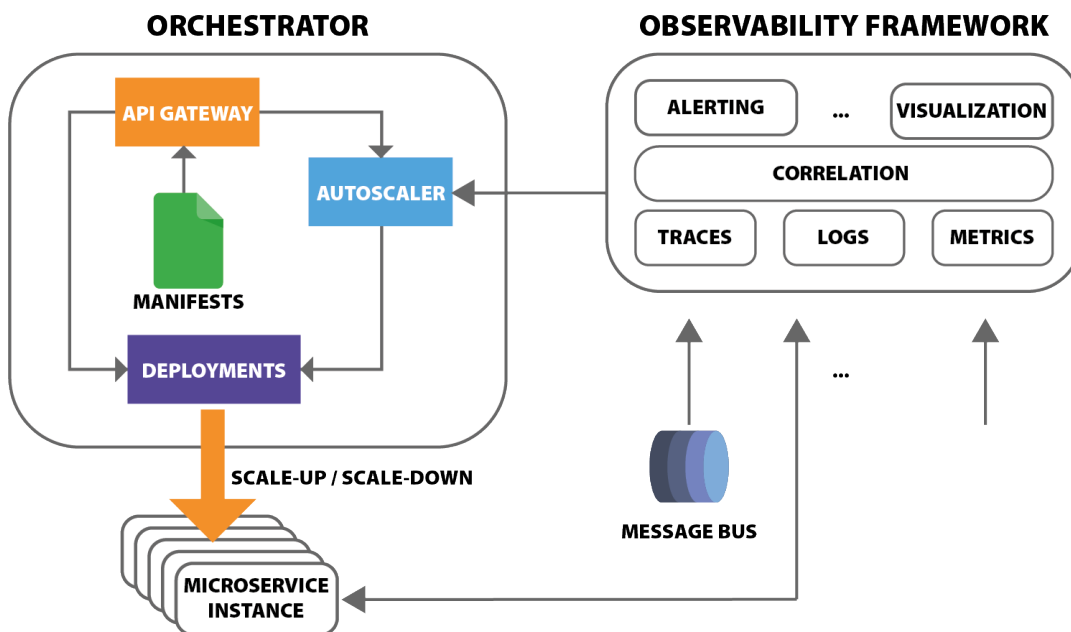 ORCHESTRATOR
API GATEWAY
AUTOSCALER
MANIFESTS
DEPLOYMENTS
SCALE-UP / SCALE-DOWN
MICROSERVICE
INSTANCE
OBSERVABILITY FRAMEWORK
ALERTING
...
VISUALIZATION
CORRELATION
TRACES
LOGS
METRICS
...
MESSAGE BUS